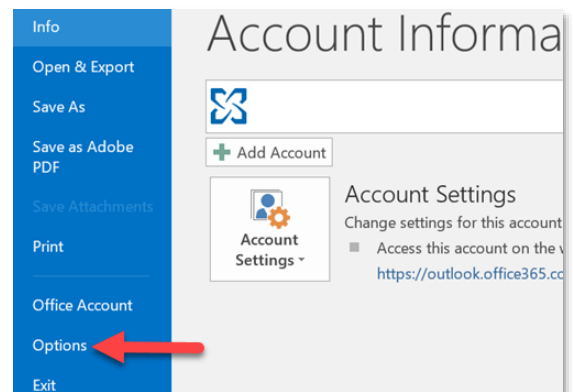 Info
Open & Export
Save As
Save as Adobe
PDF
Save Attachments
Print
Office Account
Options
Exit
Account Informa
Add Account
Account
Settings
Account Settings
Change settings for this account
Access this account on the
https://outlook.office365.co